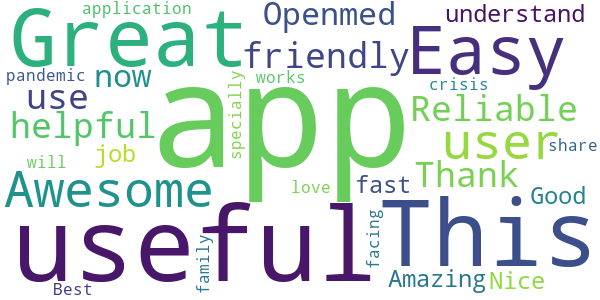 application
Great
Openmed
understand
friendly
Easy
pandemic
now
works
crisis
use
app
specially
Reliable
helpful
user
share
job
will
Thank
love
fast
Awesome
Good
useful
This
facing
family
Amazing
Nice
Best